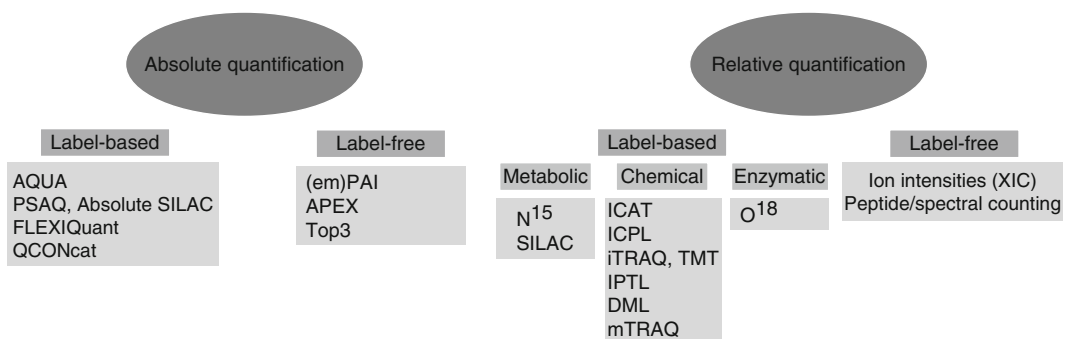 Absolute quantification
Label-based
AQUA
PSAQ, Absolute SILAC
FLEXIQuant
QCONcat
Label-free
(em)PAI
APEX
Top3
Relative quantification
Label-based
Metabolic
N15
SILAC
Chemical
ICAT
ICPL
iTRAQ, TMT
IPTL
DML
mTRAQ
Enzymatic
O18
Label-free
Ion intensities (XIC)
Peptide/spectral counting